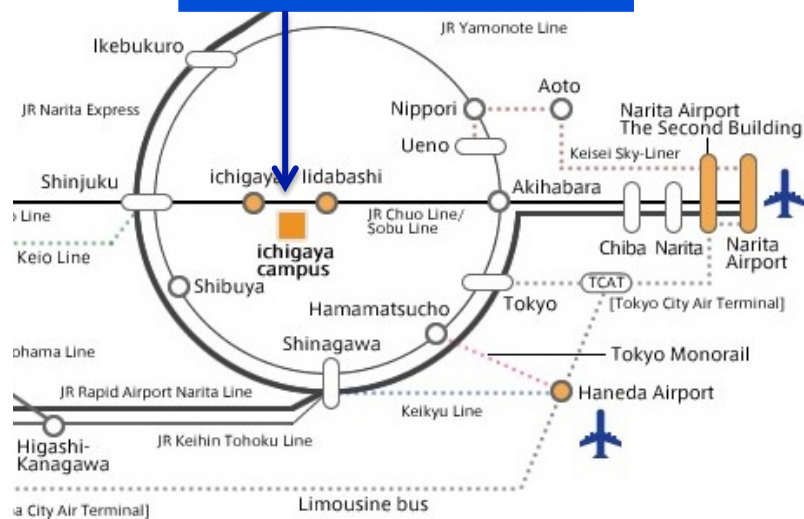 JR Yamonote Line
Ikebukuro
JR Narita Express
Nippori
Aoto
Narita Airport
The Second Building
Ueno
Keisei Sky-Liner
Shinjuku
ichigaya
Iidabashi
Akihabara
Line
JR Chuo Line/
Sobu Line
Keio Line
ichigaya
campus
Chiba
Narita
Narita
Airport
Shibuya
TCAT
Tokyo
[Tokyo City Air Terminal]
Hamamatsucho
Shinagawa
ohama Line
Tokyo Monorail
JR Rapid Airport Narita Line
Haneda Airport
Keikyu Line
JR Keihin Tohoku Line
Higashi-
Kanagawa
Limousine bus
a City Air Terminal]